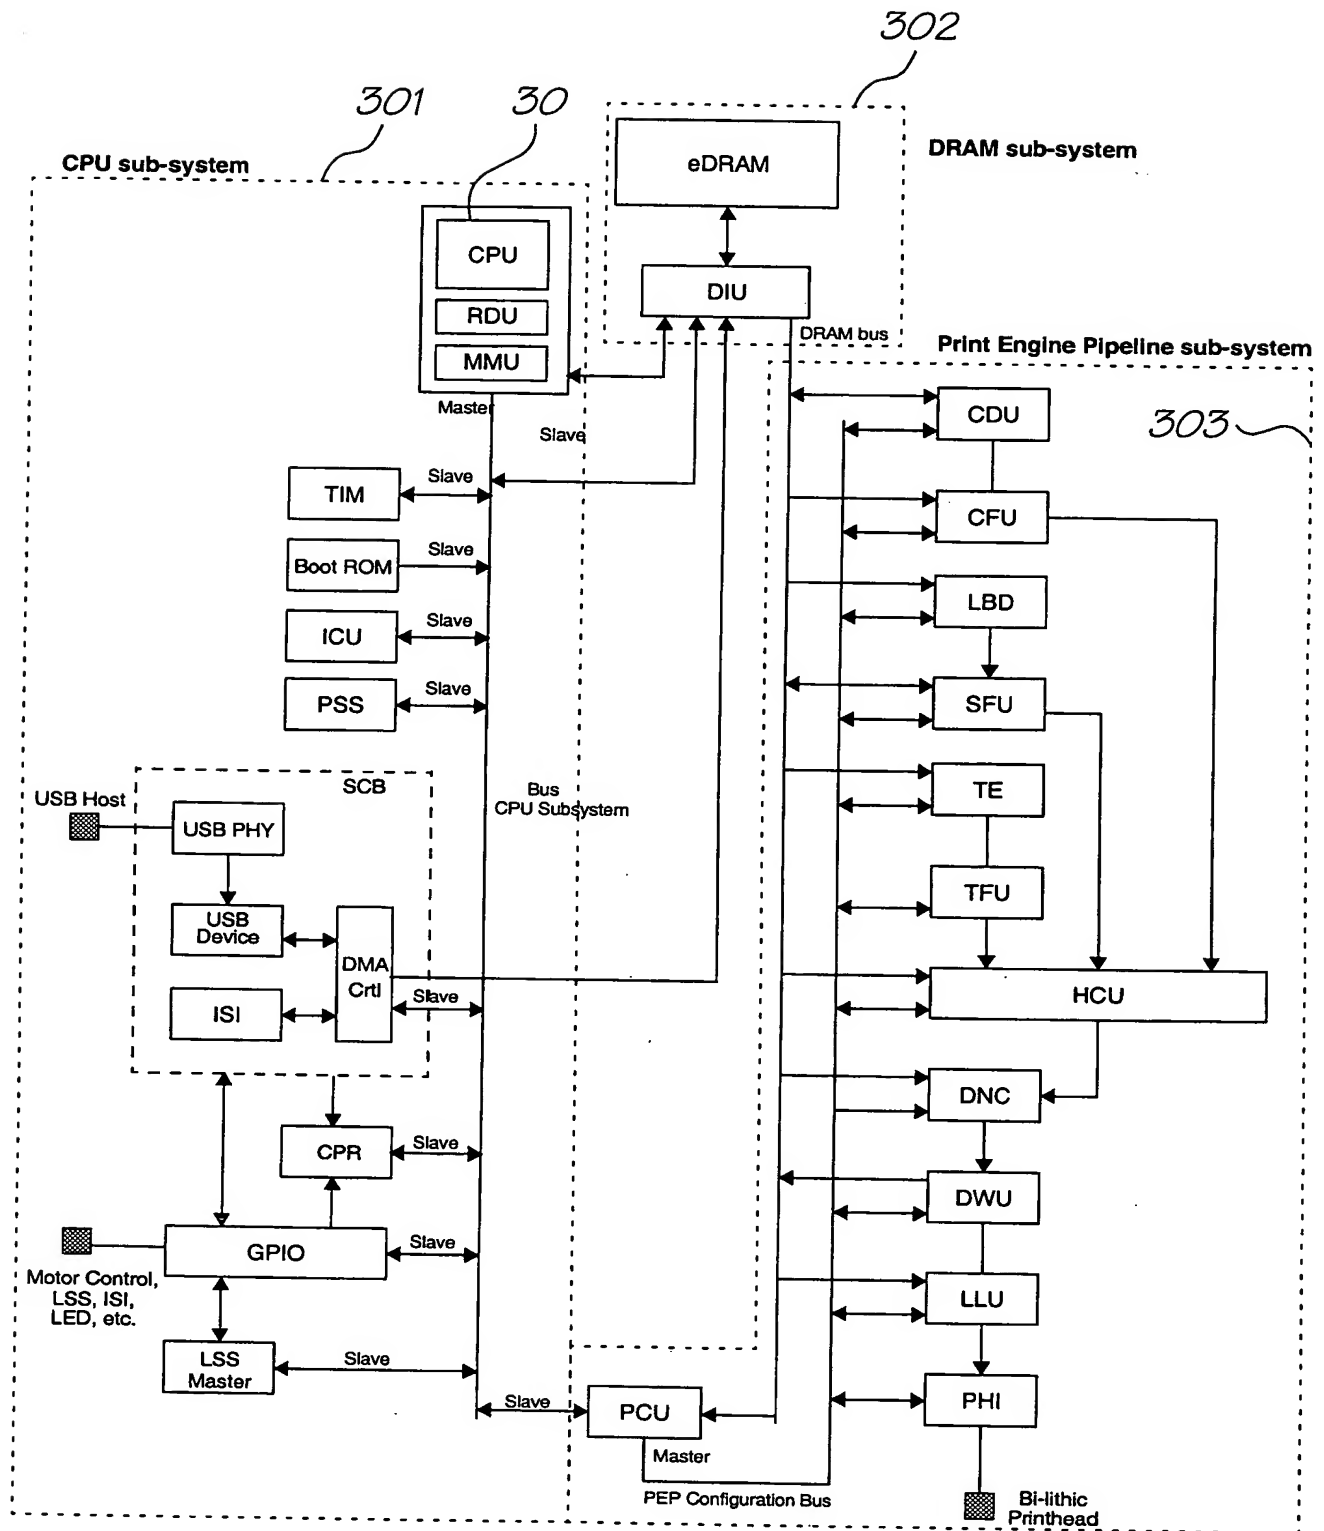 302
301
30
CPU sub-system
DRAM sub-system
eDRAM
CPU
RDU
MMU
DIU
DRAM bus
Print Engine Pipeline sub-system
303
Master
Slave
TIM
Slave
Boot ROM
Slave
ICU
Slave
PSS
Slave
CDU
CFU
LBD
SFU
TE
TFU
HCU
DNC
DWU
LLU
PHI
Bus
CPU Subsystem
SCB
USB Host
USB PHY
USB
Device
DMA
Crtl
ISI
Slave
CPR
Slave
GPIO
Slave
Motor Control,
LSS, ISI,
LED, etc.
LSS
Master
Slave
Slave
PCU
Master
PEP Configuration Bus
Bi-lithic
Printhead